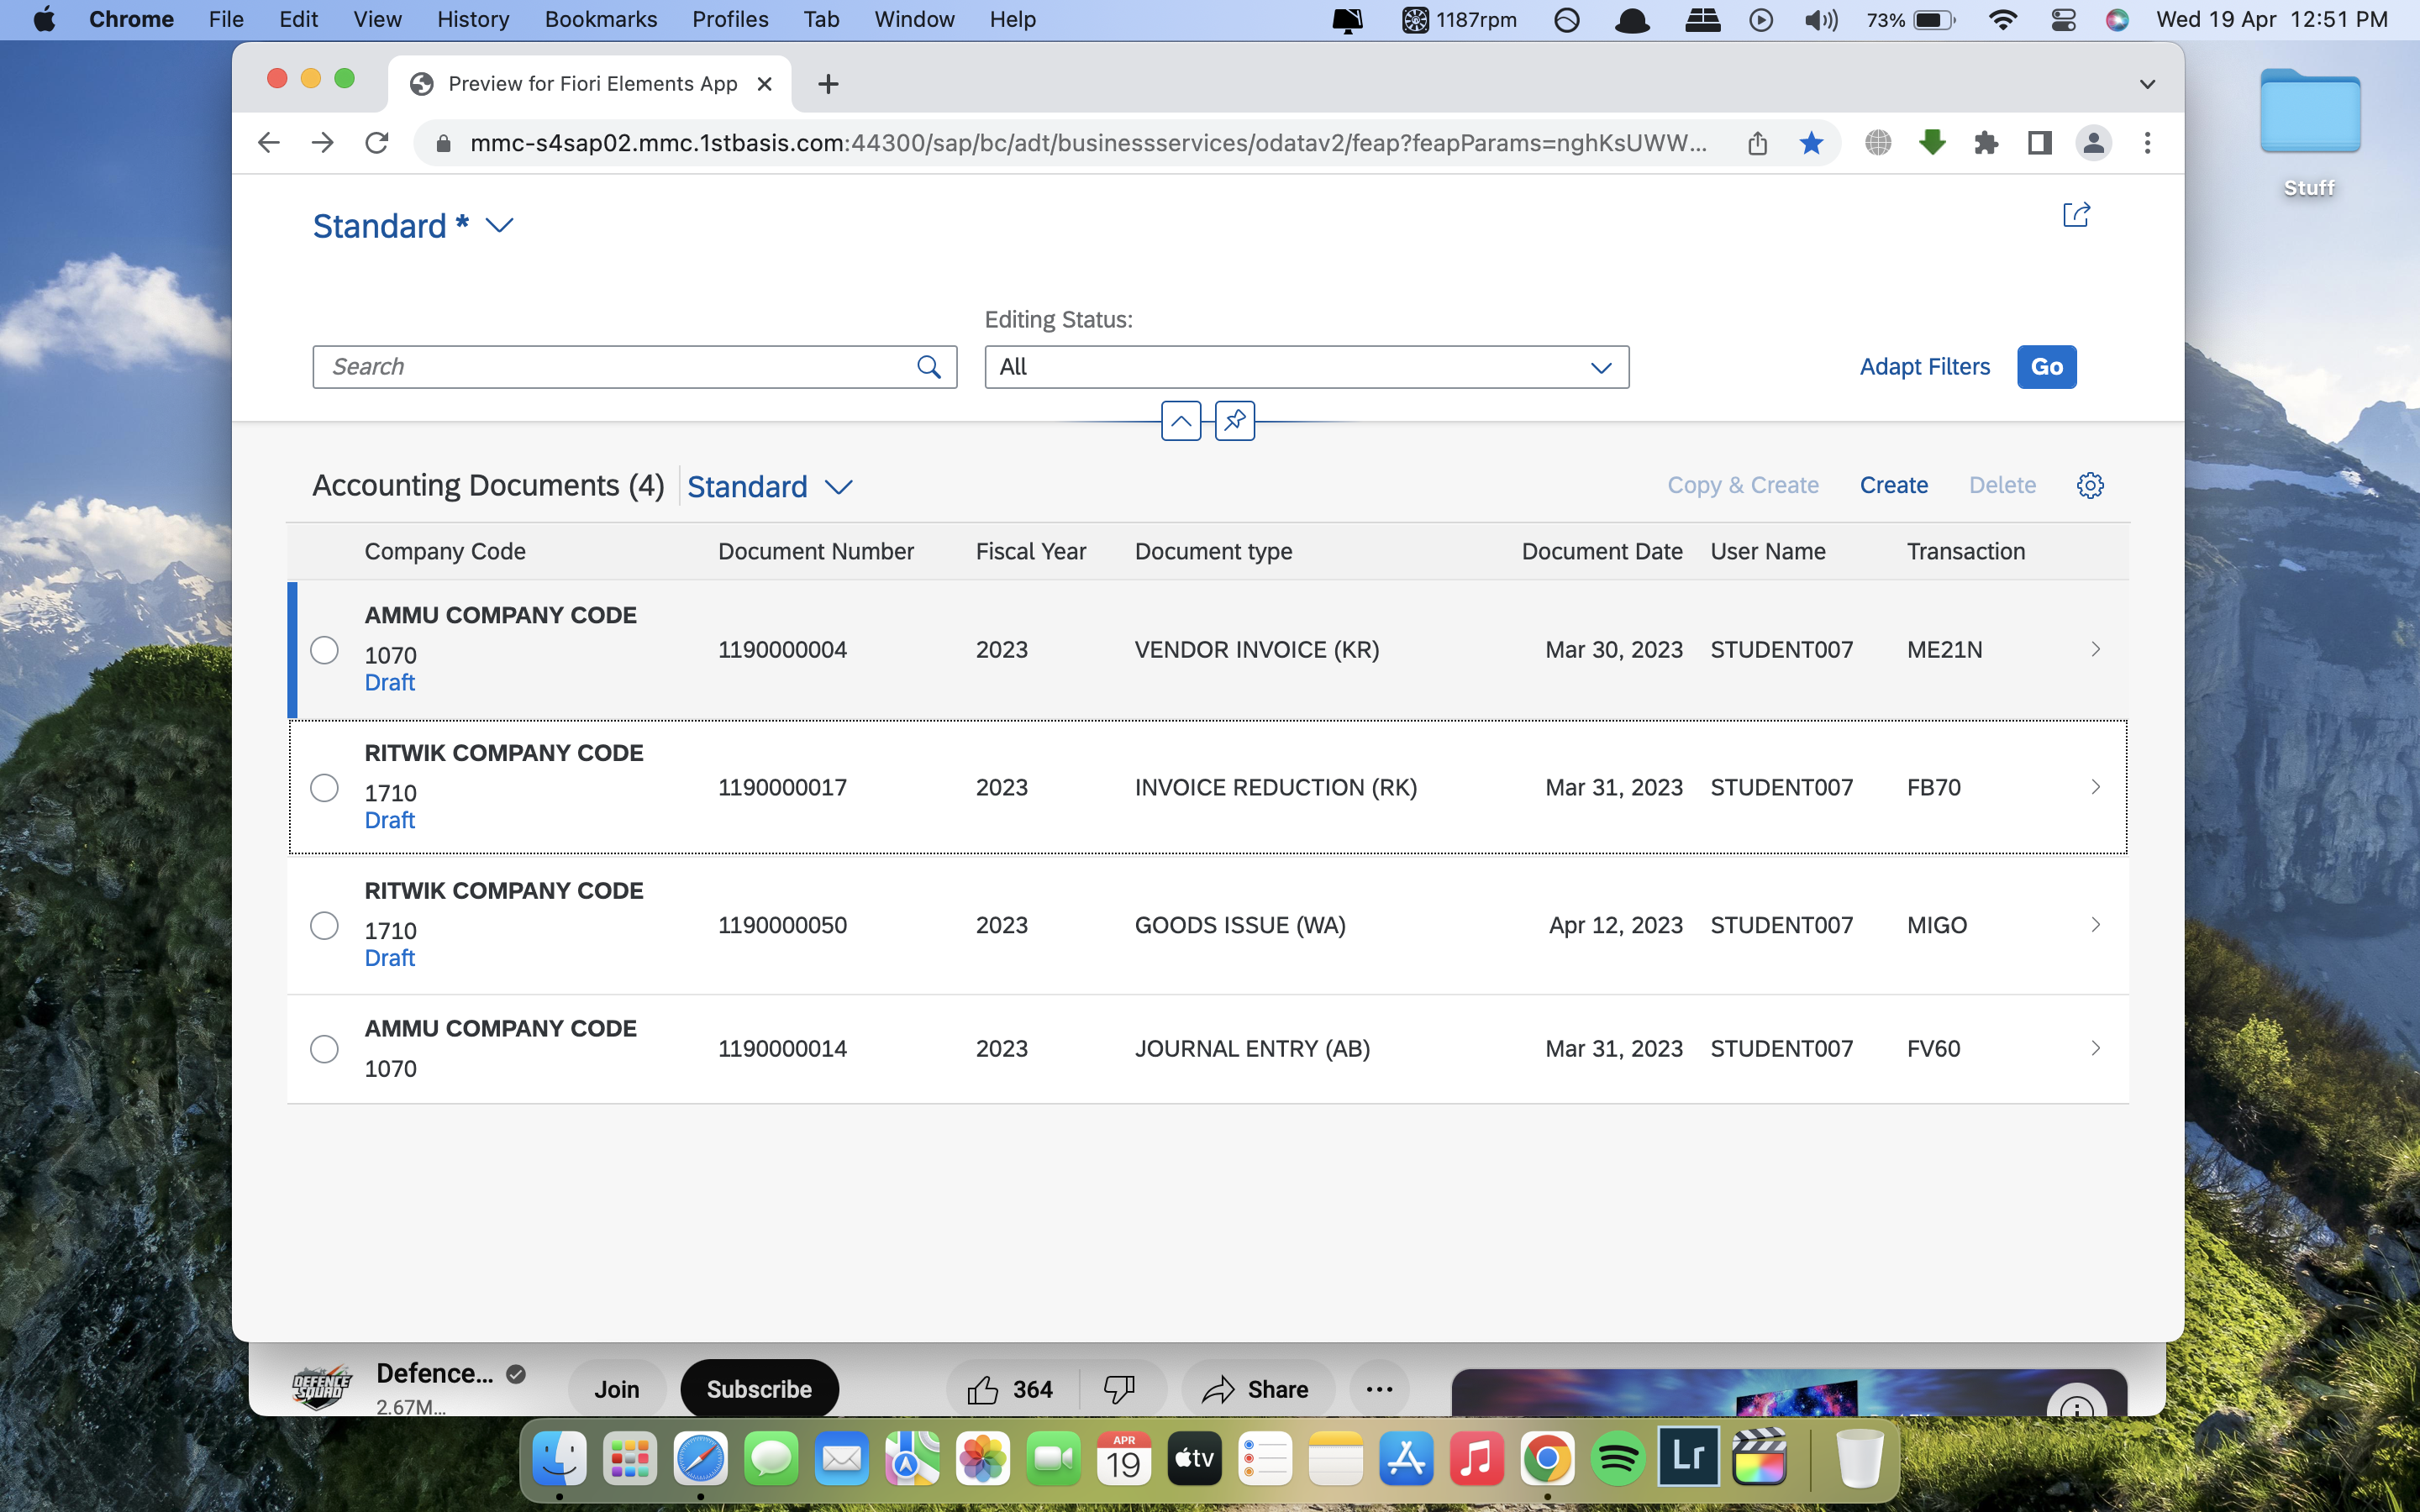 Chrome File Edit View History Bookmarks Profiles Tab Window Help 1187rpm 73% Wed 19 Apr 12:51 PM
Preview for Fiori Elements App
mmc-s4sap02.mmc.1stbasis.com:44300/sap/bc/adt/businessservices/odatav2/feap?feapParams=nghKsUWW...
Stuff
Standard *
Editing Status:
Search All Adapt Filters Go
Accounting Documents (4) Standard Copy & Create Create Delete
Company Code Document Number Fiscal Year Document type Document Date User Name Transaction
AMMU COMPANY CODE
1070 1190000004 2023 VENDOR INVOICE (KR) Mar 30, 2023 STUDENT007 ME21N
Draft
RITWIK COMPANY CODE
1710 1190000017 2023 INVOICE REDUCTION (RK) Mar 31, 2023 STUDENT007 FB70
Draft
RITWIK COMPANY CODE
1710 1190000050 2023 GOODS ISSUE (WA) Apr 12, 2023 STUDENT007 MIGO
Draft
AMMU COMPANY CODE
1070 1190000014 2023 JOURNAL ENTRY (AB) Mar 31, 2023 STUDENT007 FV60
DEFENCE SQUAD
Defence...
2.67M...
Join Subscribe 364 Share
APR
19
tv
Lr